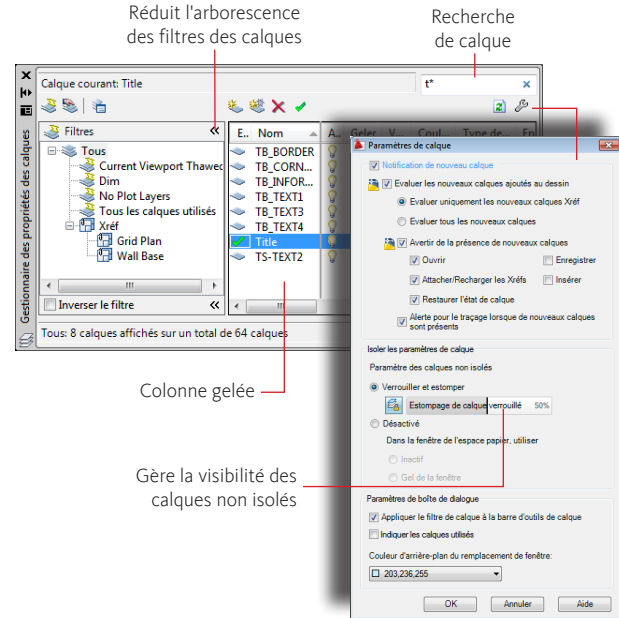 Réduit l'arborescence
des filtres des calques
Recherche
de calque
Calque courant: Title
t*
Filtres
Tous
Current Viewport Thawed
Dim
No Plot Layers
Tous les calques utilisés
Xréf
Grid Plan
Wall Base
Inverser le filtre
E.. Nom A.. Geler V... Coul... Type de...
TB_BORDER
TB_CORN...
TB_INFOR...
TB_TEXT1
TB_TEXT3
TB_TEXT4
Title
TS-TEXT2
Gestionnaire des propriétés des calques
Tous: 8 calques affichés sur un total de 64 calques
Colonne gelée
Gère la visibilité des
calques non isolés
Paramètres de calque
Notification de nouveau calque
Evaluer les nouveaux calques ajoutés au dessin
Evaluer uniquement les nouveaux calques Xréf
Evaluer tous les nouveaux calques
Avertir de la présence de nouveaux calques
Ouvrir Enregistrer
Attacher/Recharger les Xréfs Insérer
Restaurer l'état de calque
Alerte pour le traçage lorsque de nouveaux calques
sont présents
Isoler les paramètres de calque
Paramètre des calques non isolés
Verrouiller et estomper
Estompage de calque verrouillé 50%
Désactivé
Dans la fenêtre de l'espace papier, utiliser
Inactif
Gel de la fenêtre
Paramètres de boîte de dialogue
Appliquer le filtre de calque à la barre d'outils de calque
Indiquer les calques utilisés
Couleur d'arrière-plan du remplacement de fenêtre:
203,236,255
OK Annuler Aide